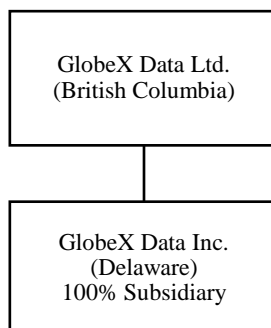 GlobeX Data Ltd.
(British Columbia)
GlobeX Data Inc.
(Delaware)
100% Subsidiary